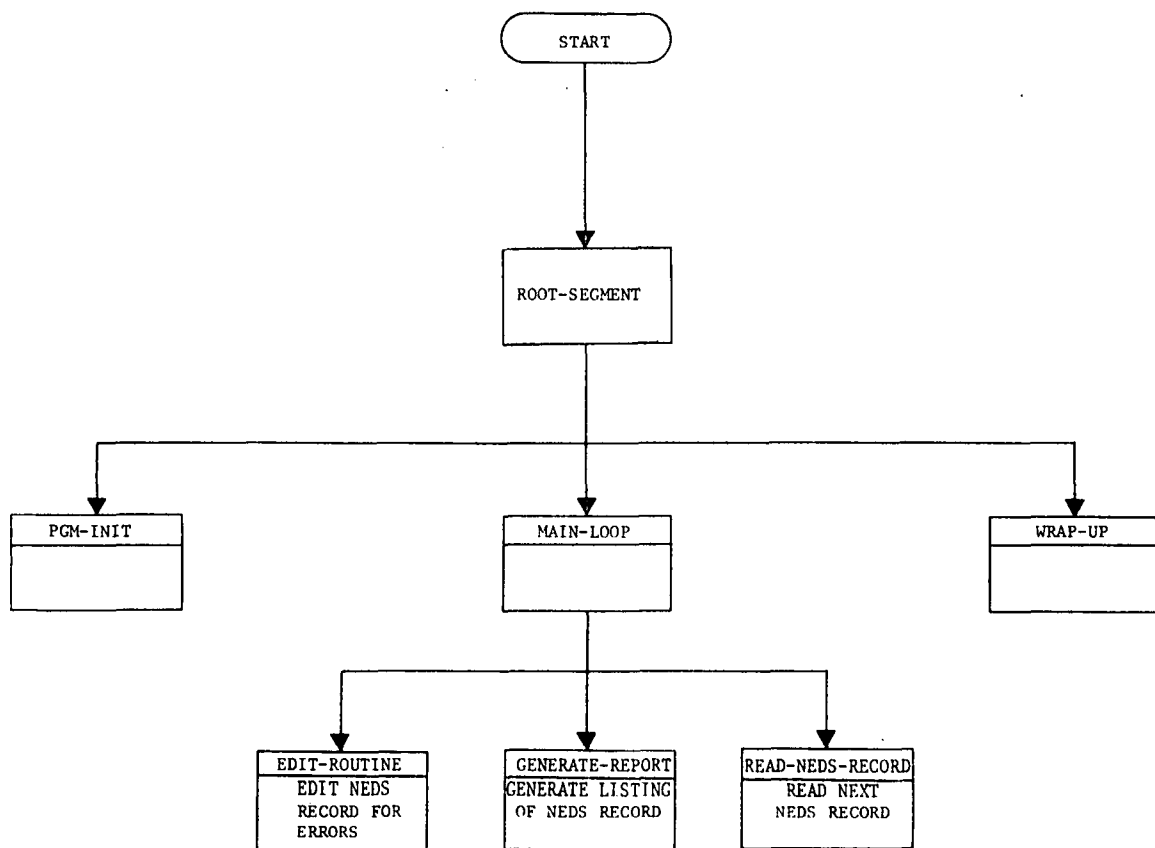 START
ROOT-SEGMENT
PGM-INIT
MAIN-LOOP
WRAP-UP
EDIT-ROUTINE
EDIT NEDS
RECORD FOR
ERRORS
GENERATE-REPORT
GENERATE LISTING
OF NEDS RECORD
READ-NEDS-RECORD
READ NEXT
NEDS RECORD